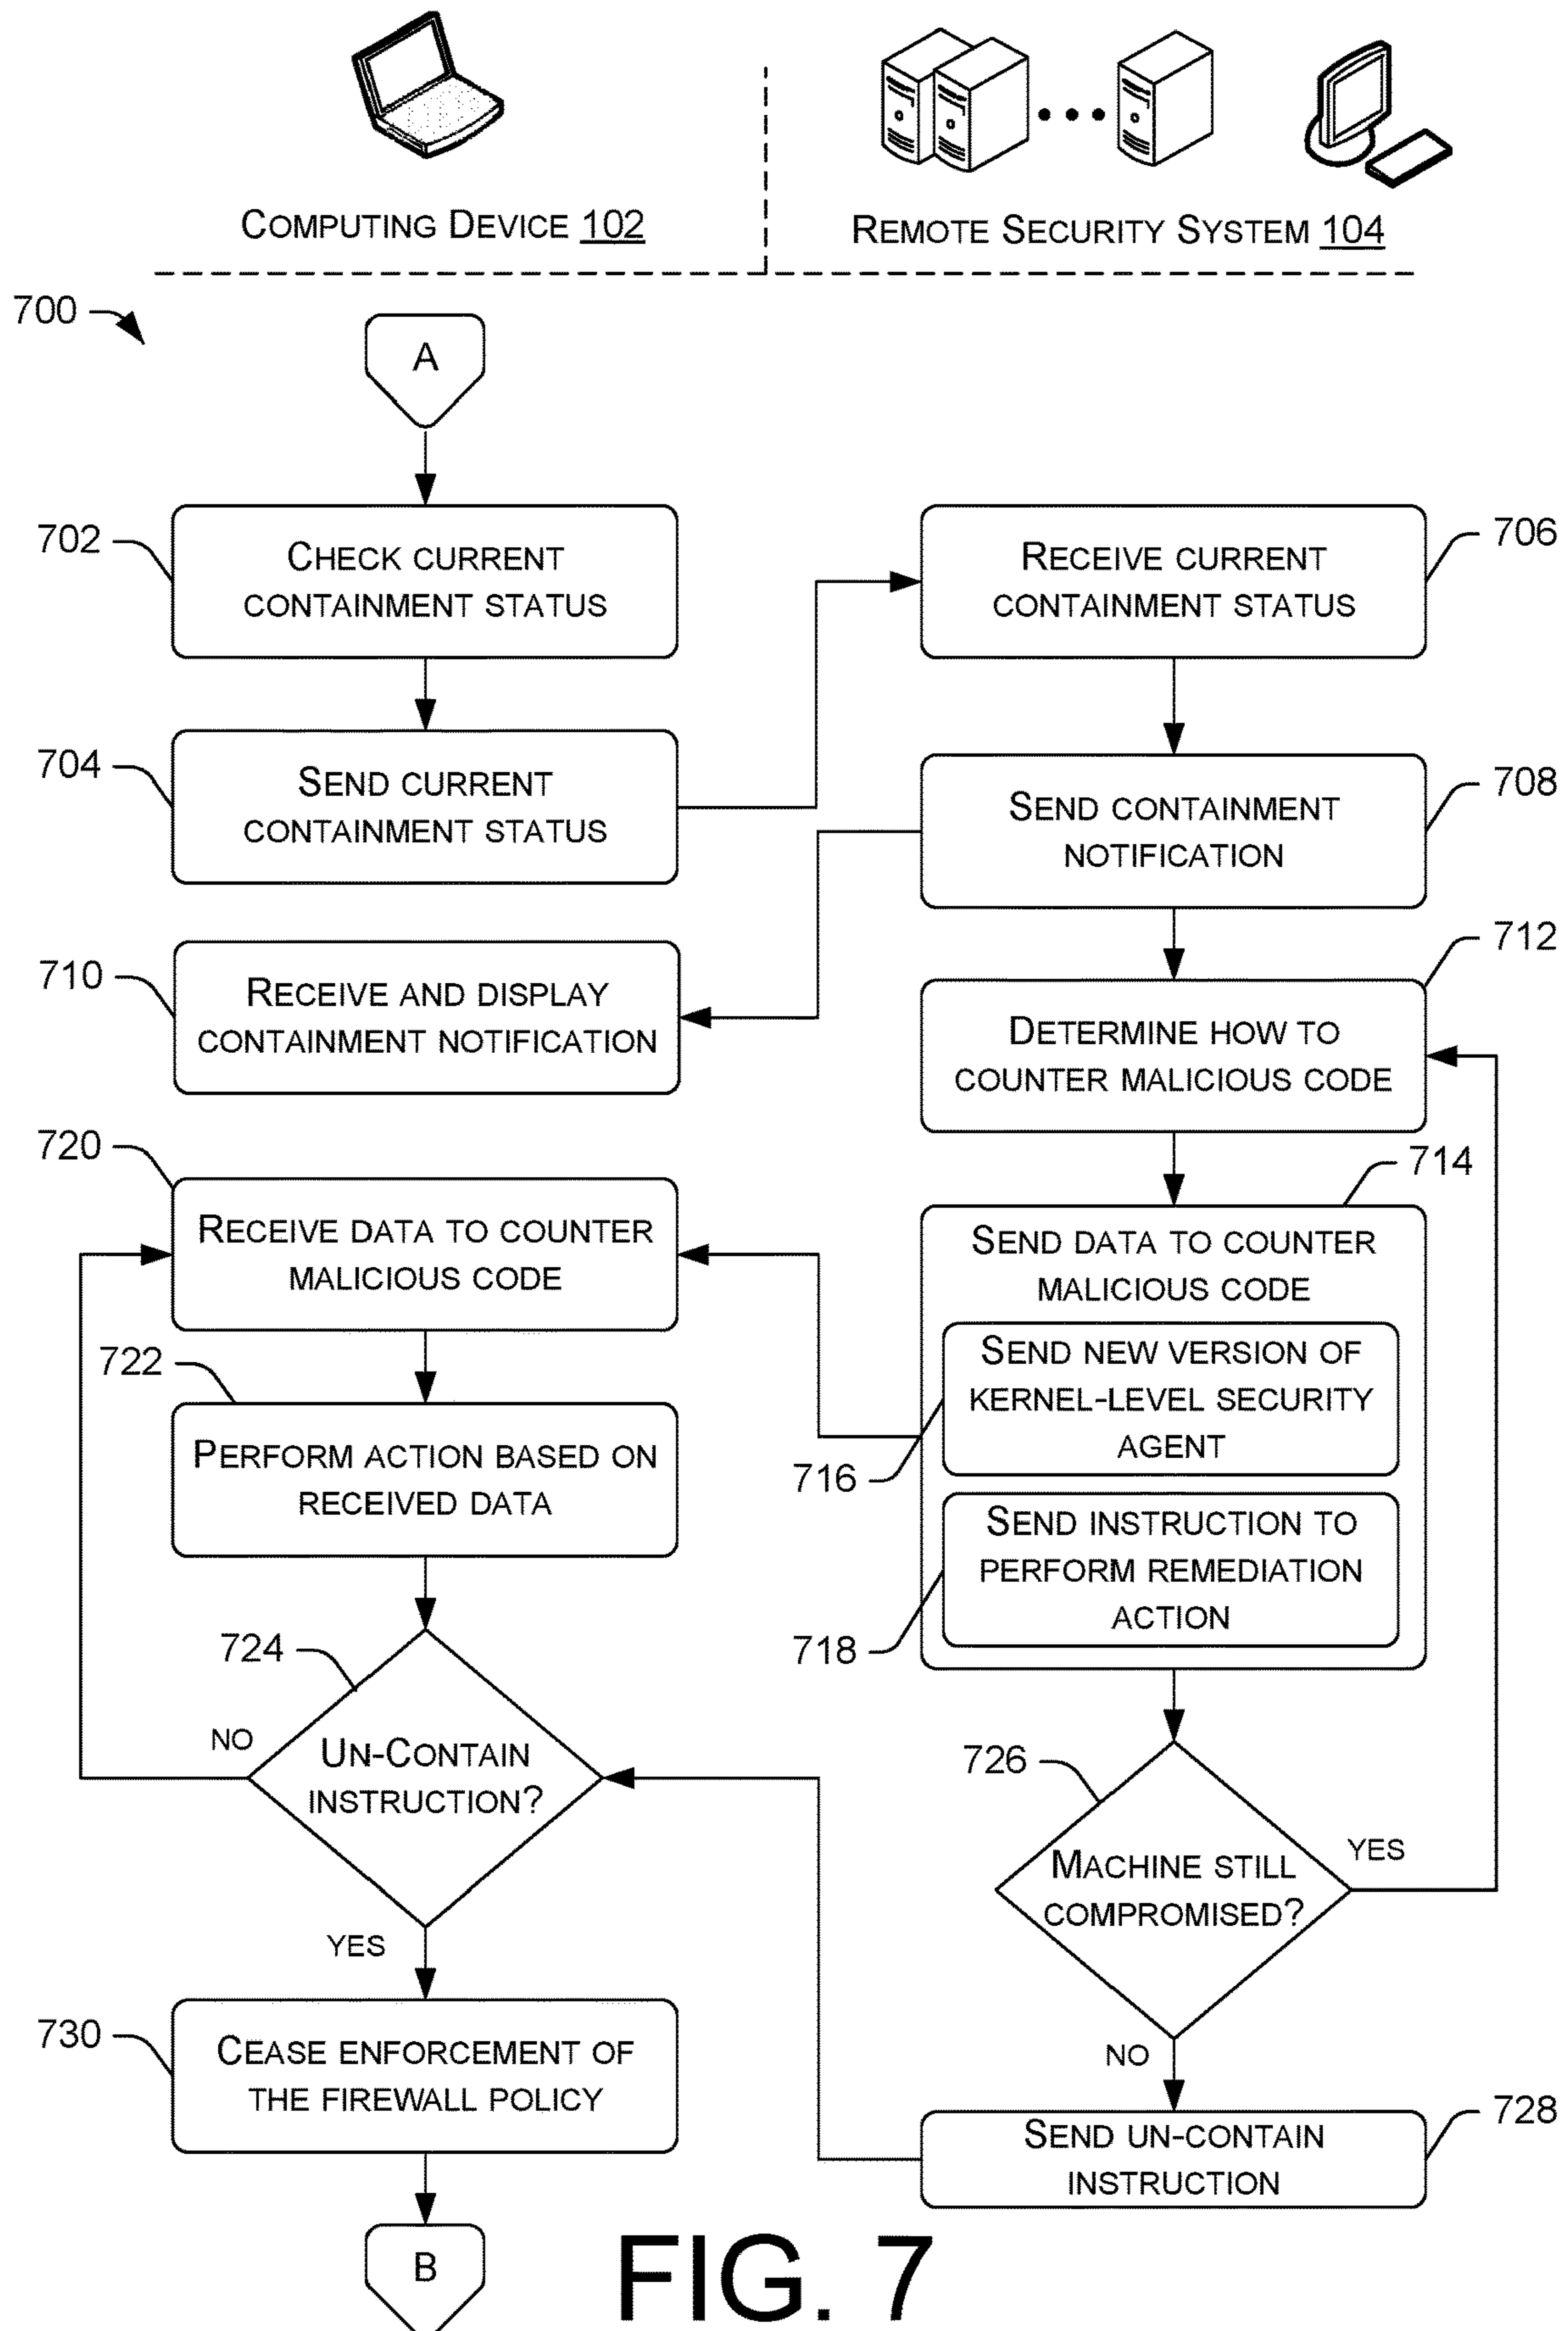 COMPUTING DEVICE 102
REMOTE SECURITY SYSTEM 104
700
A
702
CHECK CURRENT
CONTAINMENT STATUS
706
RECEIVE CURRENT
CONTAINMENT STATUS
704
SEND CURRENT
CONTAINMENT STATUS
708
SEND CONTAINMENT
NOTIFICATION
710
RECEIVE AND DISPLAY
CONTAINMENT NOTIFICATION
712
DETERMINE HOW TO
COUNTER MALICIOUS CODE
720
RECEIVE DATA TO COUNTER
MALICIOUS CODE
714
SEND DATA TO COUNTER
MALICIOUS CODE
716
SEND NEW VERSION OF
KERNEL-LEVEL SECURITY
AGENT
722
PERFORM ACTION BASED ON
RECEIVED DATA
718
SEND INSTRUCTION TO
PERFORM REMEDIATION
ACTION
724
UN-CONTAIN
INSTRUCTION?
NO
YES
726
MACHINE STILL
COMPROMISED?
YES
NO
730
CEASE ENFORCEMENT OF
THE FIREWALL POLICY
728
SEND UN-CONTAIN
INSTRUCTION
B
FIG. 7